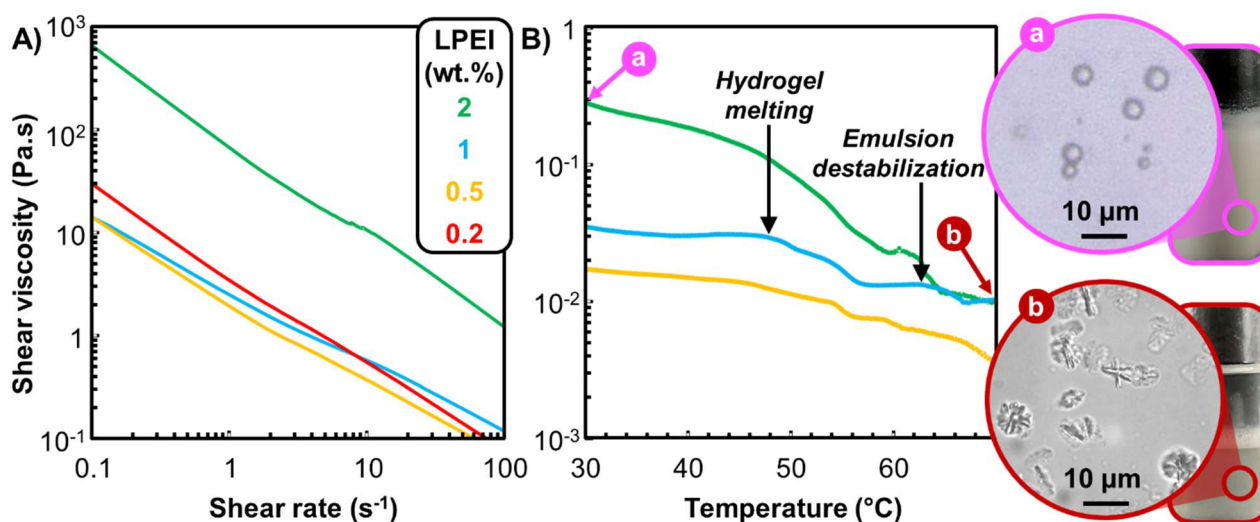 A)
Shear viscosity (Pa.s)
10³
10²
10
1
10⁻¹
0.1
1
10
100
Shear rate (s⁻¹)
LPEI
(wt.%)
2
1
0.5
0.2
B)
1
10⁻¹
10⁻²
10⁻³
30
40
50
60
Temperature (°C)
a
Hydrogel
melting
Emulsion
destabilization
b
a
10 µm
b
10 µm